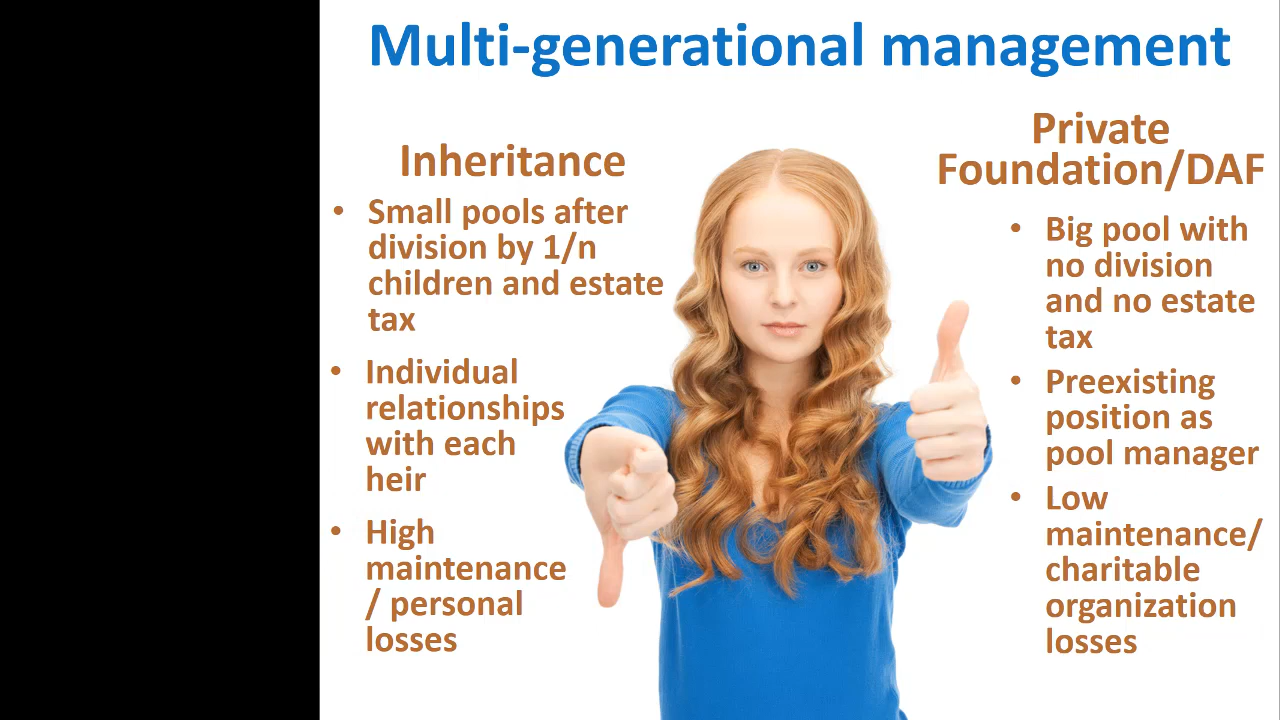 Multi-generational management
Inheritance
• Small pools after
division by 1/n
children and estate
tax
• Individual
relationships
with each
heir
• High
maintenance
/ personal
losses
Private
Foundation/DAF
• Big pool with
no division
and no estate
tax
• Preexisting
position as
pool manager
• Low
maintenance/
charitable
organization
losses